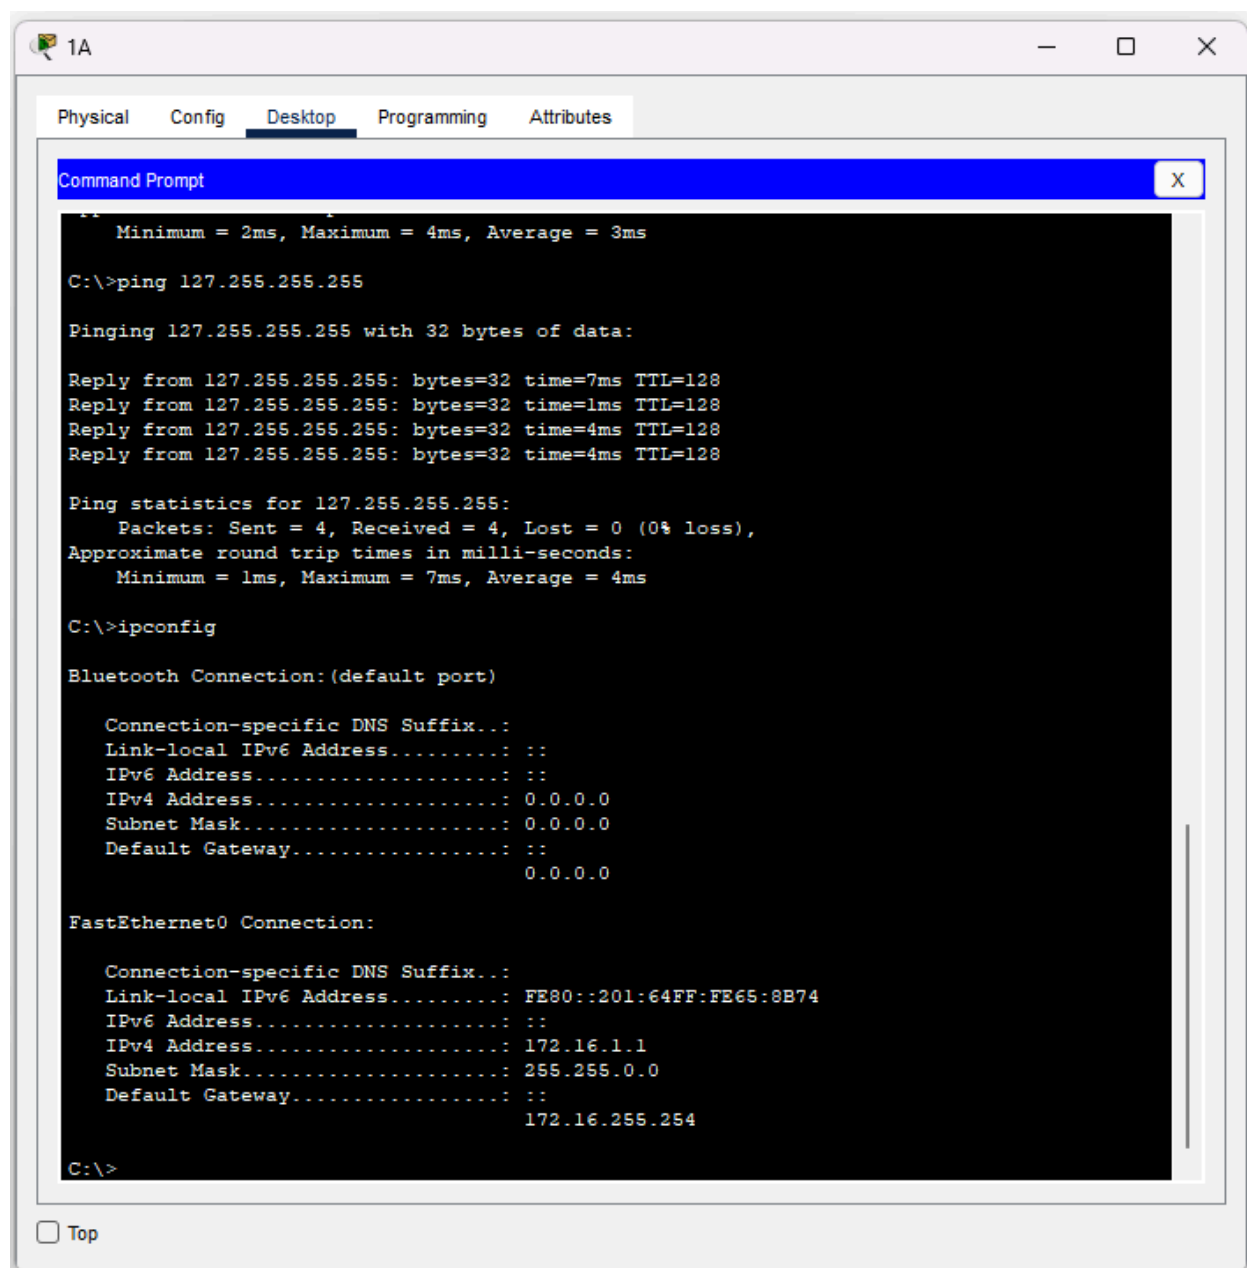 1A
Physical Config Desktop Programming Attributes
Command Prompt X
Minimum = 2ms, Maximum = 4ms, Average = 3ms
C:\>ping 127.255.255.255
Pinging 127.255.255.255 with 32 bytes of data:
Reply from 127.255.255.255: bytes=32 time=7ms TTL=128
Reply from 127.255.255.255: bytes=32 time=1ms TTL=128
Reply from 127.255.255.255: bytes=32 time=4ms TTL=128
Reply from 127.255.255.255: bytes=32 time=4ms TTL=128
Ping statistics for 127.255.255.255:
Packets: Sent = 4, Received = 4, Lost = 0 (0% loss),
Approximate round trip times in milli-seconds:
Minimum = 1ms, Maximum = 7ms, Average = 4ms
C:\>ipconfig
Bluetooth Connection:(default port)
Connection-specific DNS Suffix..:
Link-local IPv6 Address.........: ::
IPv6 Address....................: ::
IPv4 Address....................: 0.0.0.0
Subnet Mask.....................: 0.0.0.0
Default Gateway.................: ::
0.0.0.0
FastEthernet0 Connection:
Connection-specific DNS Suffix..:
Link-local IPv6 Address.........: FE80::201:64FF:FE65:8B74
IPv6 Address....................: ::
IPv4 Address....................: 172.16.1.1
Subnet Mask.....................: 255.255.0.0
Default Gateway.................: ::
172.16.255.254
C:\>
Top